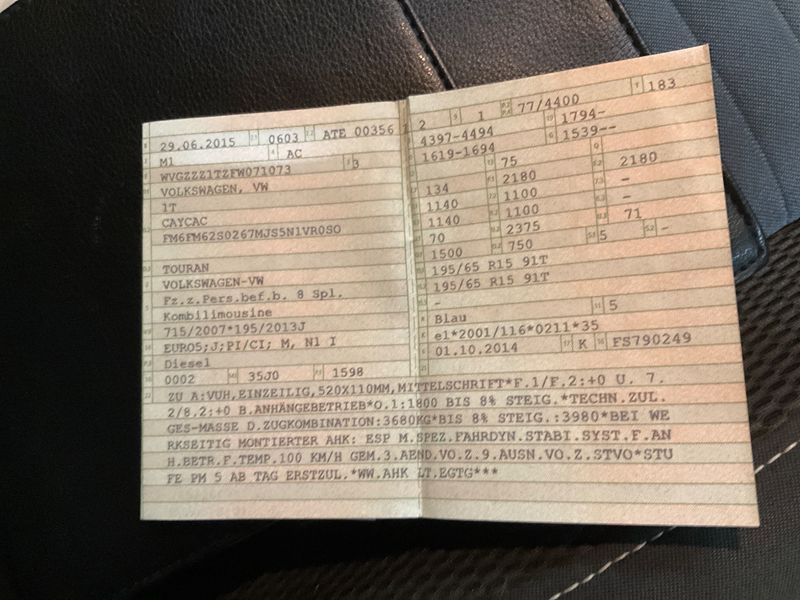 29.06.2015 0603 ATE 00356
M1 AC
WVGZZZ1TZFW071073 3
VOLKSWAGEN, VW
1T
CAYCAC
FM6FM62S0267MJS5N1VR0SO
TOURAN
VOLKSWAGEN-VW
Fz.z.Pers.bef.b. 8 Spl.
Kombilimousine
715/2007*195/2013J
EURO5;J;PI/CI; M, N1 I
Diesel
0002 35J0 1598
2 1 77/4400 183
4397-4494 1794-
1619-1694 1539--
75
134 2180 2180
1140 1100 -
1140 1100 -
70 2375 71
1500 750 5 -
195/65 R15 91T
195/65 R15 91T
-
Blau 5
e1*2001/116*0211*35
01.10.2014 K FS790249
ZU A:VUH,EINZEILIG,520X110MM,MITTELSCHRIFT*F.1/F.2:+0 U. 7.
2/8.2:+0 B.ANHÄNGEBETRIEB*O.1:1800 BIS 8% STEIG.*TECHN.ZUL.
GES-MASSE D.ZUGKOMBINATION:3680KG*BIS 8% STEIG.:3980*BEI WE
RKSEITIG MONTIERTER AHK: ESP M.SPEZ.FAHRDYN.STABI.SYST.F.AN
H.BETR.F.TEMP.100 KM/H GEM.3.AEND.VO.Z.9.AUSN.VO.Z.STVO*STU
FE PM 5 AB TAG ERSTZUL.*WW.AHK LT.EGTG***